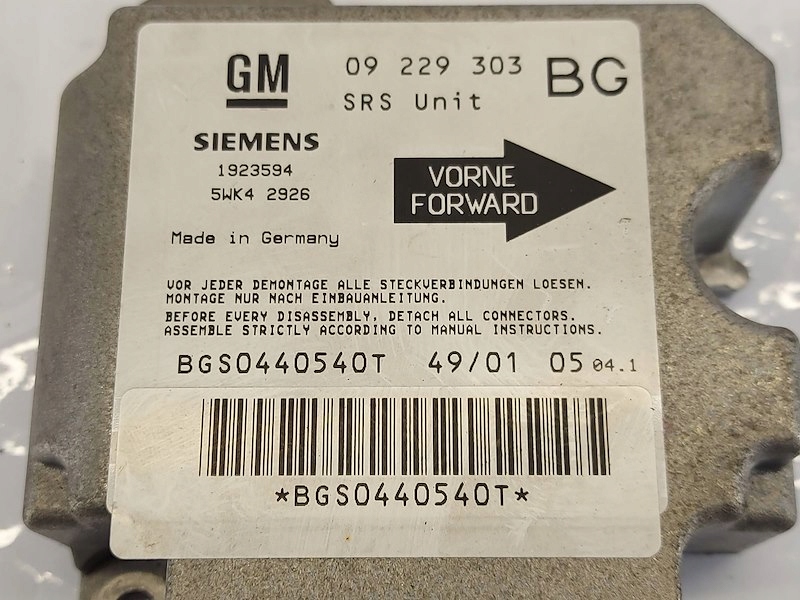 GM 09 229 303 BG
SRS Unit
SIEMENS
1923594
5WK4 2926
VORNE
FORWARD
Made in Germany
VOR JEDER DEMONTAGE ALLE STECKVERBINDUNGEN LOESEN.
MONTAGE NUR NACH EINBAUANLEITUNG.
BEFORE EVERY DISASSEMBLY, DETACH ALL CONNECTORS.
ASSEMBLE STRICTLY ACCORDING TO MANUAL INSTRUCTIONS.
BGS0440540T 49/01 05 04.1
*BGS0440540T*